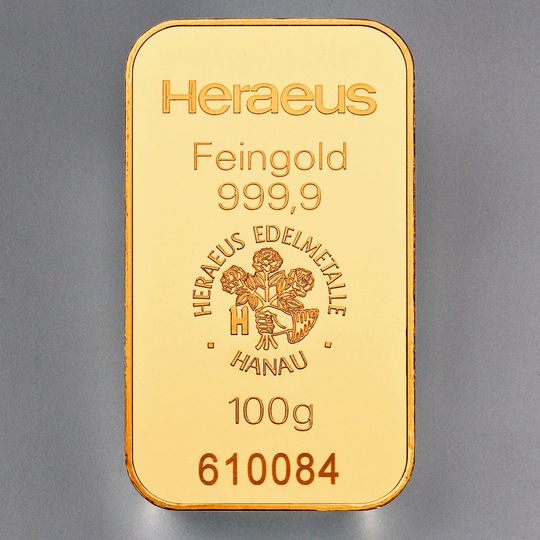 Heraeus
Feingold
999,9
HERAEUS EDELMETALLE
H
HANAU
100g
610084